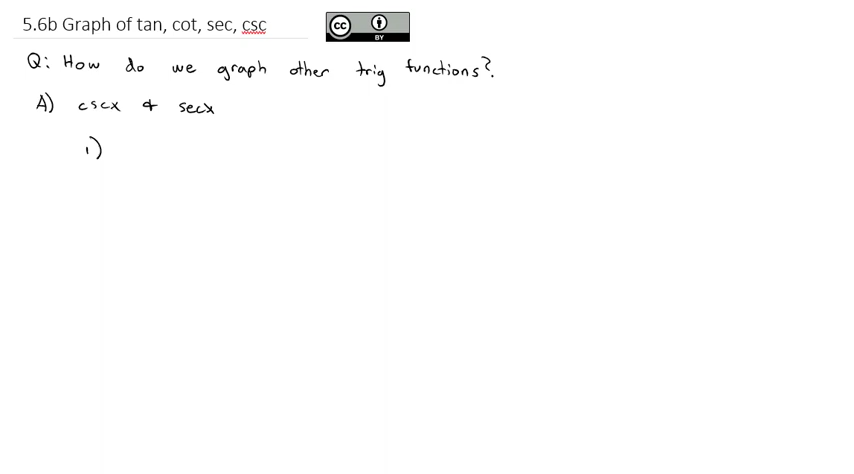 5.6b Graph of tan, cot, sec, csc
cc BY
Q: How do we graph other trig functions?.
A) cscx & secx
1)